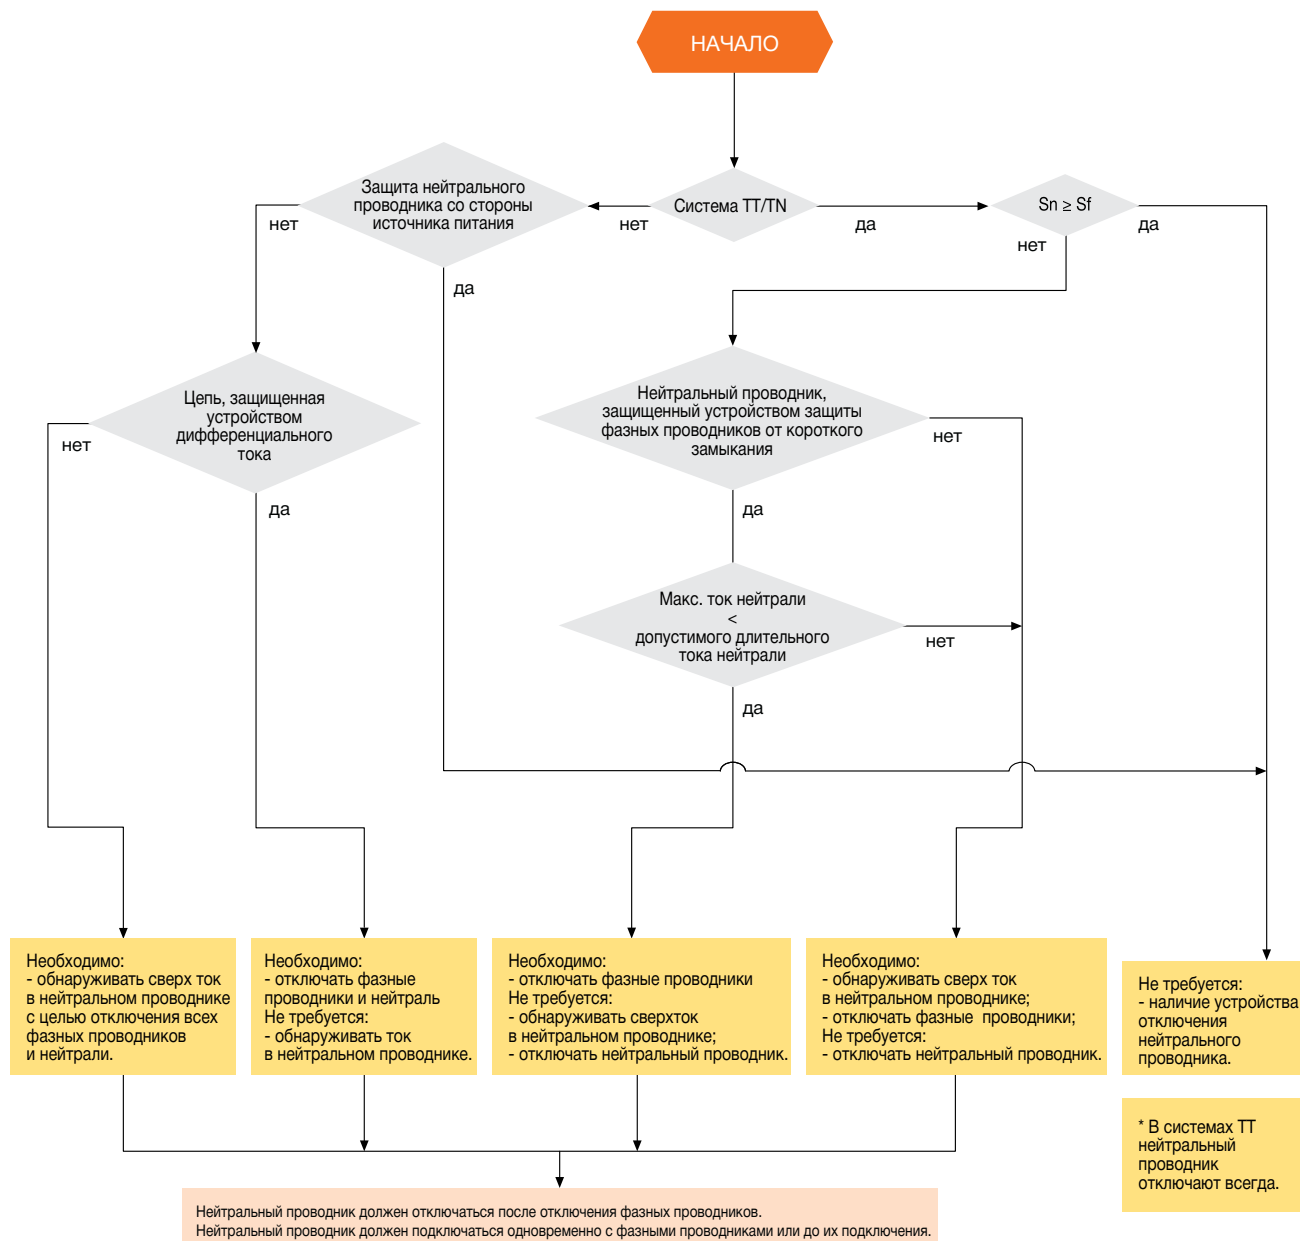 НАЧАЛО
Защита нейтрального
проводника со стороны
источника питания
Система TT/TN
Sn ≥ Sf
нет
нет
да
нет
да
да
Цепь, защищенная
устройством
дифференциального
тока
нет
да
Нейтральный проводник,
защищенный устройством защиты
фазных проводников от короткого
замыкания
нет
да
Макс. ток нейтрали
<
допустимого длительного
тока нейтрали
нет
да
Необходимо:
- обнаруживать сверх ток
в нейтральном проводнике
с целью отключения всех
фазных проводников
и нейтрали.
Необходимо:
- отключать фазные
проводники и нейтраль
Не требуется:
- обнаруживать ток
в нейтральном проводнике.
Необходимо:
- отключать фазные проводники
Не требуется:
- обнаруживать сверхток
в нейтральном проводнике;
- отключать нейтральный проводник.
Необходимо:
- обнаруживать сверх ток
в нейтральном проводнике;
- отключать фазные проводники;
Не требуется:
- отключать нейтральный проводник.
Не требуется:
- наличие устройства
отключения
нейтрального
проводника.
* В системах ТТ
нейтральный
проводник
отключают всегда.
Нейтральный проводник должен отключаться после отключения фазных проводников.
Нейтральный проводник должен подключаться одновременно с фазными проводниками или до их подключения.